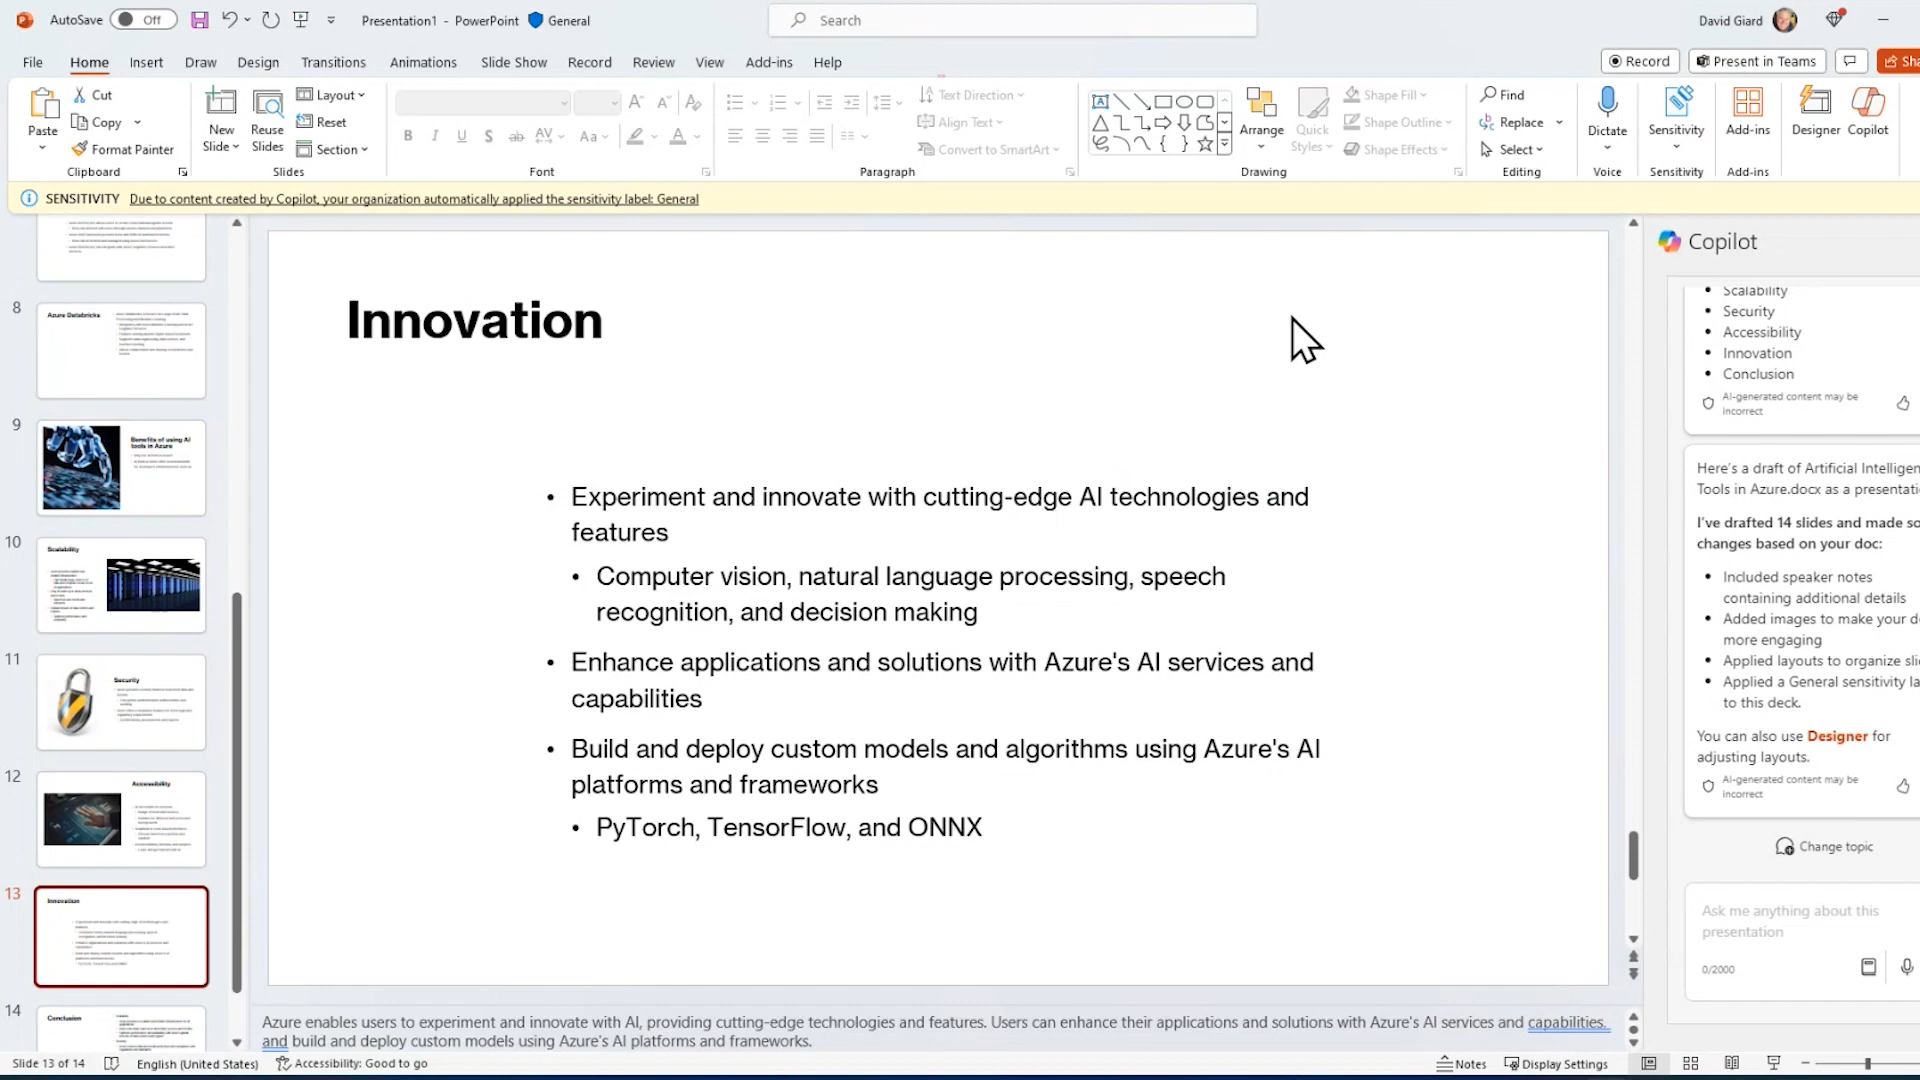 AutoSave Off Presentation1 - PowerPoint General Search David Giard
File Home Insert Draw Design Transitions Animations Slide Show Record Review View Add-ins Help Record Present in Teams
Paste
Cut
Copy
Format Painter
Clipboard
New Slide
Reuse Slides
Layout
Reset
Section
Slides
Font
Text Direction
Align Text
Convert to SmartArt
Paragraph
Arrange
Quick Styles
Shape Fill
Shape Outline
Shape Effects
Drawing
Find
Replace
Select
Editing
Dictate
Voice
Sensitivity
Sensitivity
Add-ins
Add-ins
Designer
Copilot
SENSITIVITY Due to content created by Copilot, your organization automatically applied the sensitivity label: General
8
Azure Databricks
9
Benefits of using AI
tools in Azure
10
Scalability
11
Security
12
Accessibility
13
Innovation
14
Conclusion
Innovation
• Experiment and innovate with cutting-edge AI technologies and
features
• Computer vision, natural language processing, speech
recognition, and decision making
• Enhance applications and solutions with Azure's AI services and
capabilities
• Build and deploy custom models and algorithms using Azure's AI
platforms and frameworks
• PyTorch, TensorFlow, and ONNX
Azure enables users to experiment and innovate with AI, providing cutting-edge technologies and features. Users can enhance their applications and solutions with Azure's AI services and capabilities,
and build and deploy custom models using Azure's AI platforms and frameworks.
Copilot
• Scalability
• Security
• Accessibility
• Innovation
• Conclusion
AI-generated content may be
incorrect
Here's a draft of Artificial Intelligen
Tools in Azure.docx as a presentati
I've drafted 14 slides and made so
changes based on your doc:
• Included speaker notes
containing additional details
• Added images to make your d
more engaging
• Applied layouts to organize sli
• Applied a General sensitivity la
to this deck.
You can also use Designer for
adjusting layouts.
AI-generated content may be
incorrect
Change topic
Ask me anything about this
presentation
0/2000
Slide 13 of 14 English (United States) Accessibility: Good to go Notes Display Settings